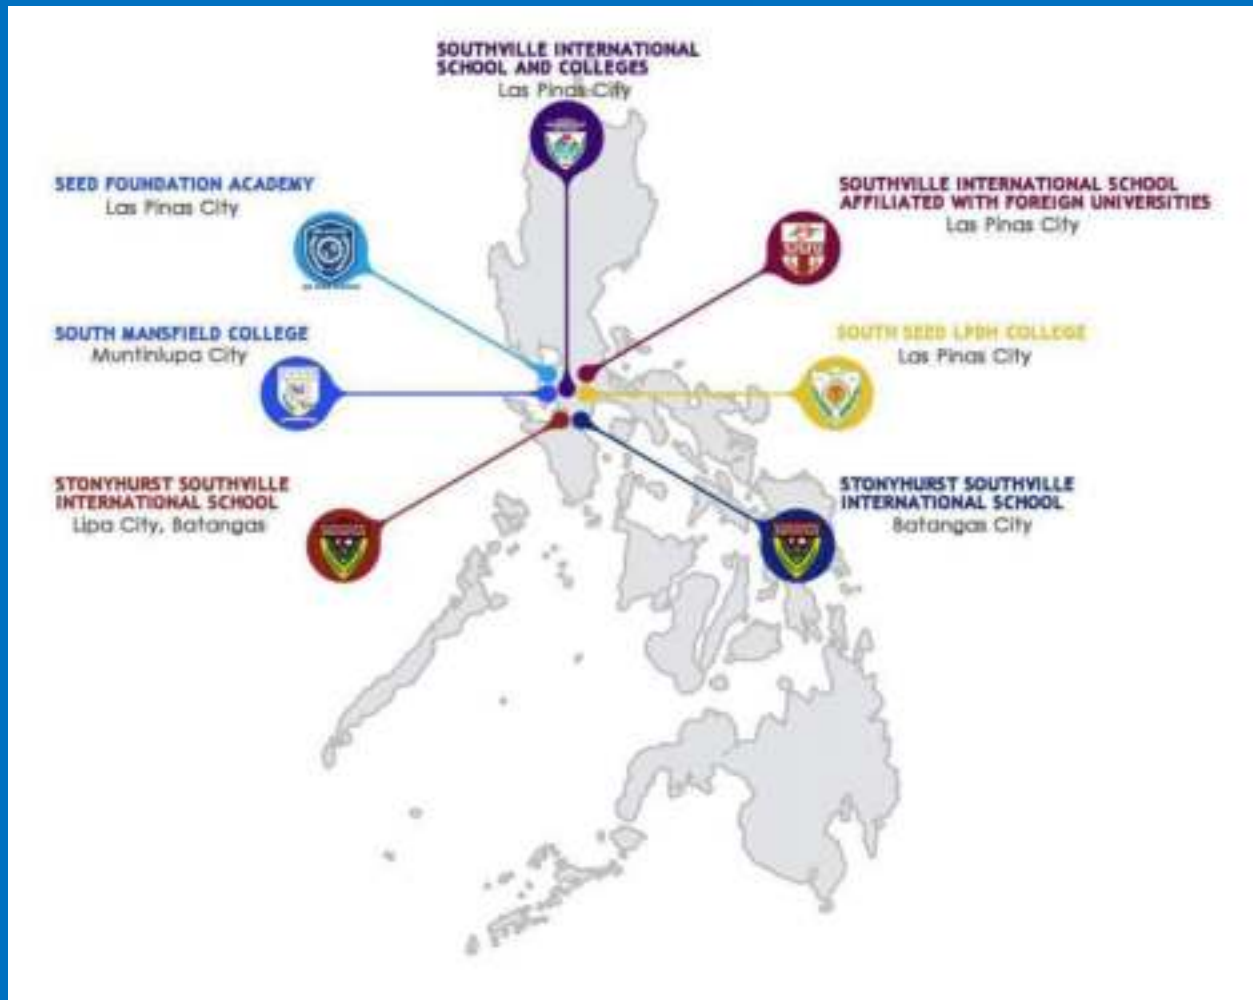 SOUTHVILLE INTERNATIONAL
SCHOOL AND COLLEGES
Las Pinas City
SEED FOUNDATION ACADEMY
Las Pinas City
SOUTHVILLE INTERNATIONAL SCHOOL
AFFILIATED WITH FOREIGN UNIVERSITIES
Las Pinas City
SOUTH MANSFIELD COLLEGE
Muntinlupa City
SOUTH SEED LPDH COLLEGE
Las Pinas City
STONYHURST SOUTHVILLE
INTERNATIONAL SCHOOL
Lipa City, Batangas
STONYHURST SOUTHVILLE
INTERNATIONAL SCHOOL
Batangas City